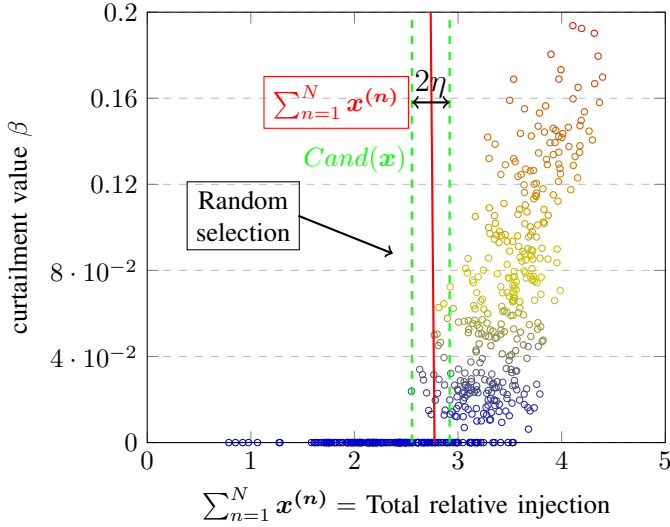 0.2
0.16
0.12
8 · 10⁻²
4 · 10⁻²
0
curtailment value β
2η
∑ₙ₌₁ᴺ x⁽ⁿ⁾
Cand(x)
Random
selection
0 1 2 3 4 5
∑ₙ₌₁ᴺ x⁽ⁿ⁾ = Total relative injection